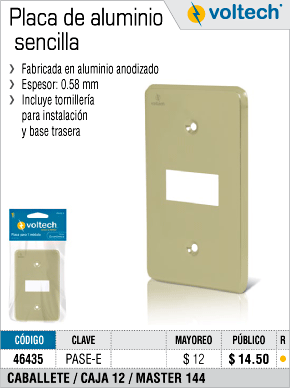 Placa de aluminio
sencilla
voltech
Fabricada en aluminio anodizado
Espesor: 0.58 mm
Incluye tornillería
para instalación
y base trasera
voltech
CÓDIGO CLAVE MAYOREO PÚBLICO R
46435 PASE-E $ 12 $ 14.50
CABALLETE / CAJA 12 / MASTER 144